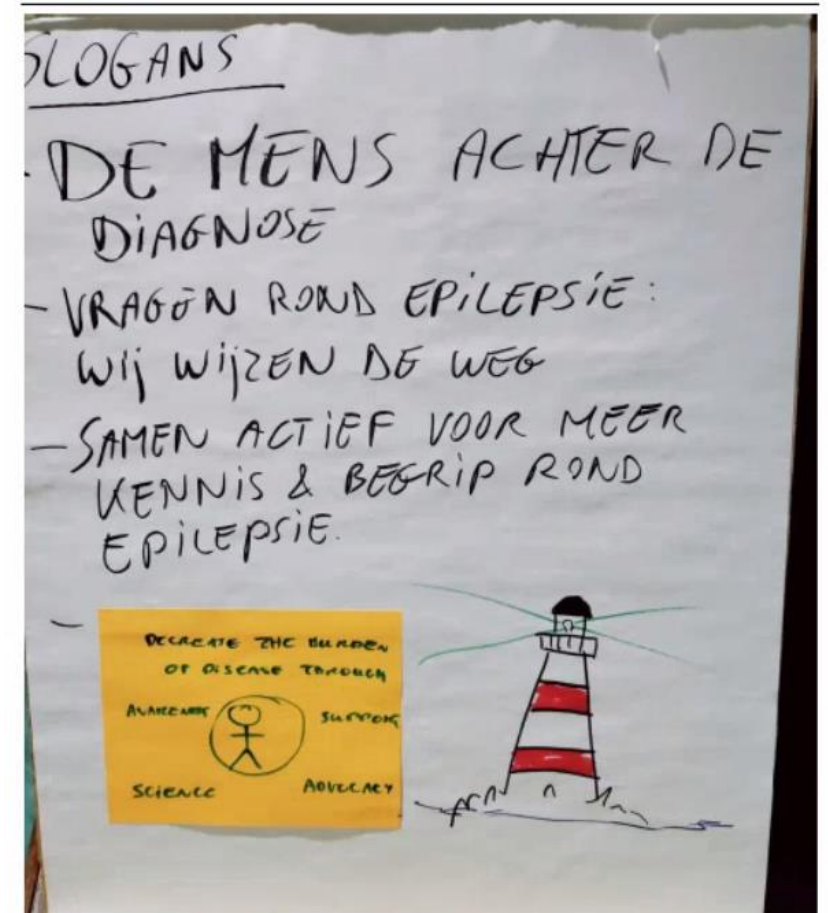 SLOGANS
- DE MENS ACHTER DE
DIAGNOSE
- VRAGEN ROND EPILEPSIE:
WIJ WIJZEN DE WEG
- SAMEN ACTIEF VOOR MEER
KENNIS & BEGRIP ROND
EPILEPSIE.
-
DECREATE THE BURDEN
OF DISEASE THROUGH
AWARENESS SUPPORT
SCIENCE ADVOCACY